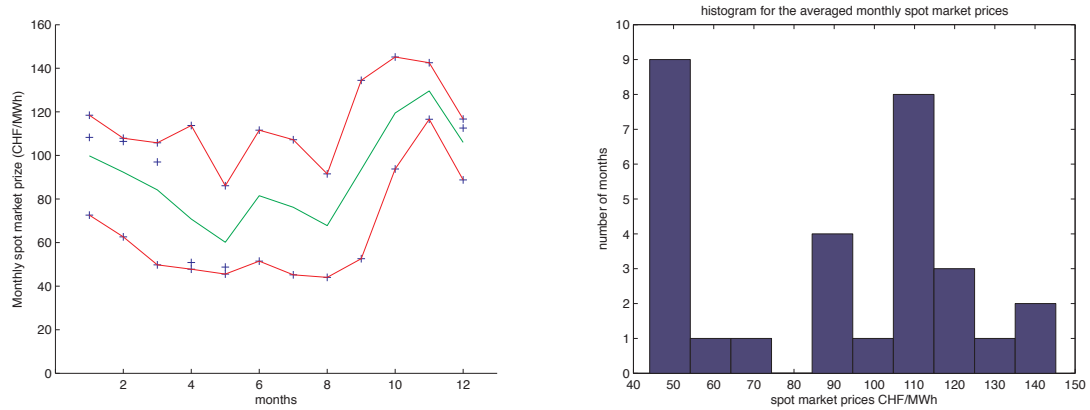 160
140
120
100
80
60
40
20
0
Monthly spot market prize (CHF/MWh)
2 4 6 8 10 12
months
histogram for the averaged monthly spot market prices
10
9
8
7
6
5
4
3
2
1
0
number of months
40 50 60 70 80 90 100 110 120 130 140 150
spot market prices CHF/MWh